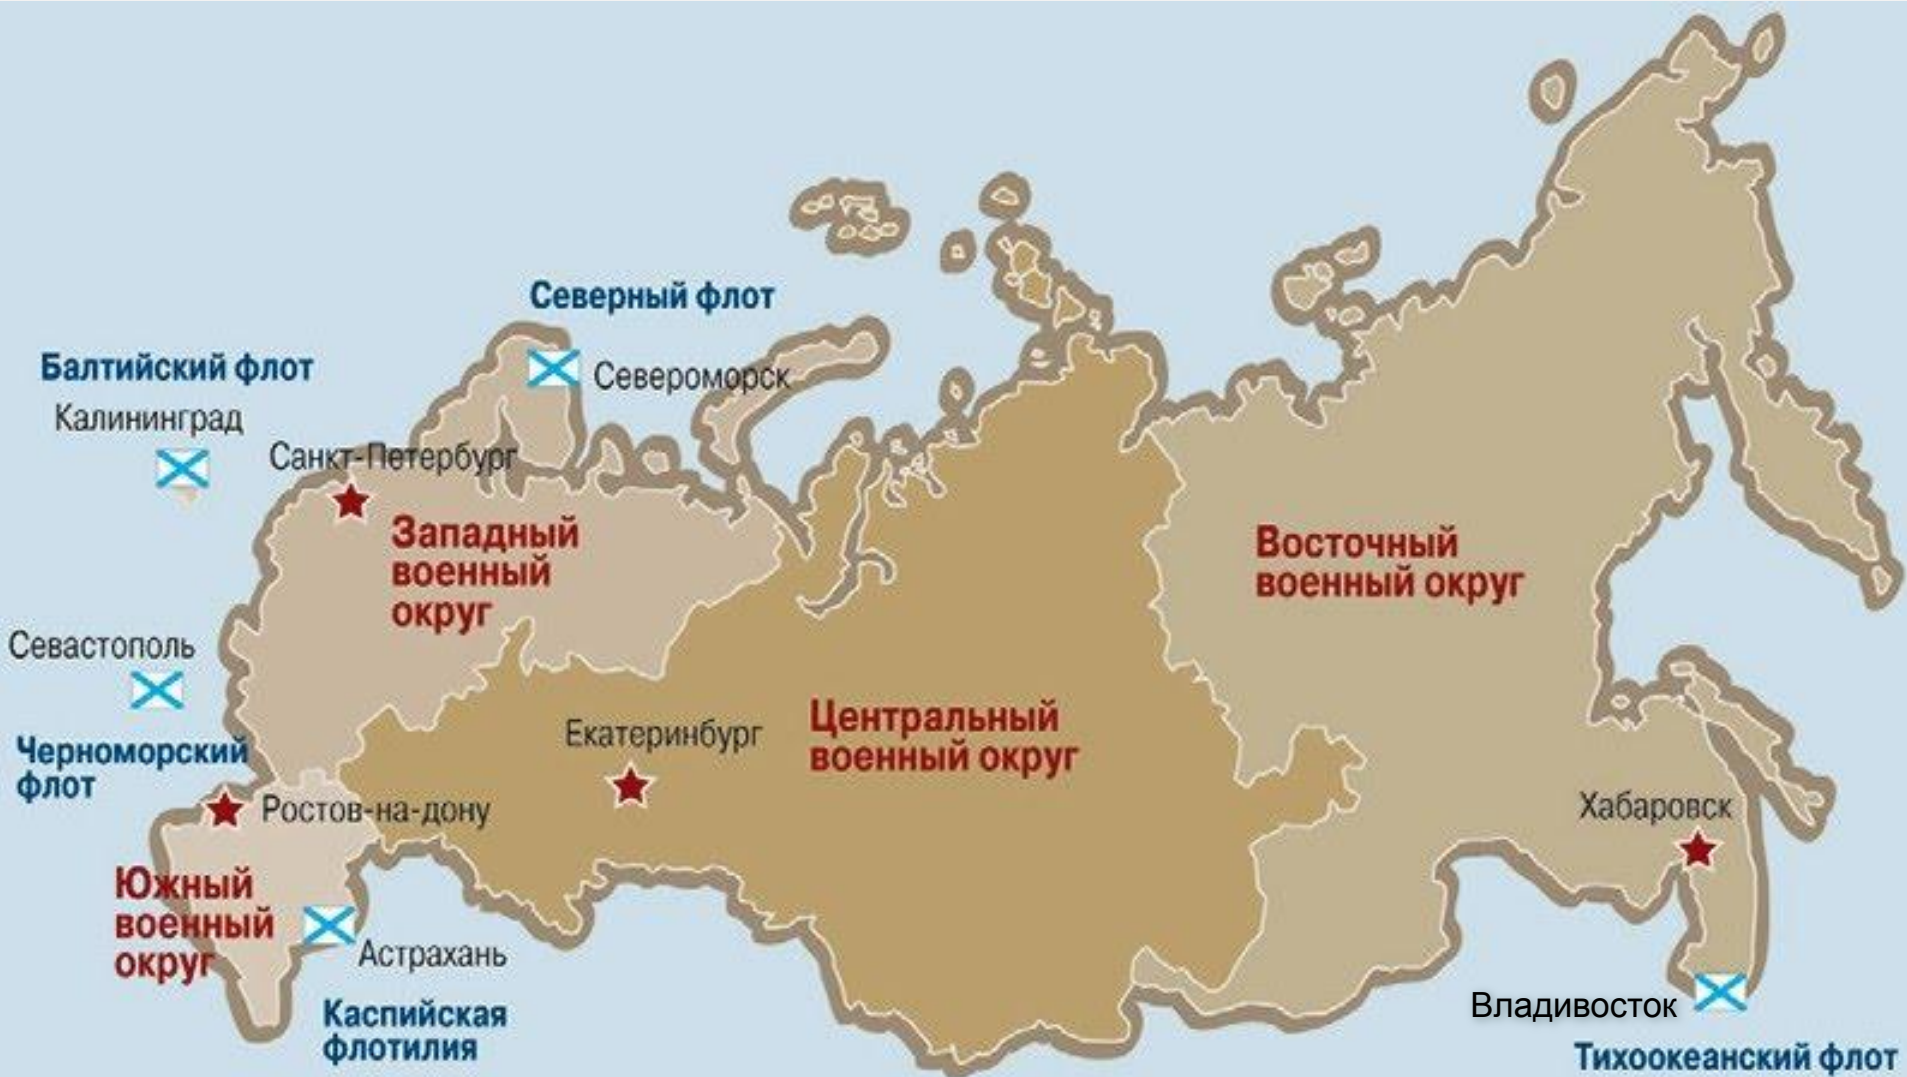 Северный флот
Североморск
Балтийский флот
Калининград
Санкт-Петербург
Западный
военный
округ
Восточный
военный округ
Севастополь
Черноморский
флот
Екатеринбург
Центральный
военный округ
Ростов-на-дону
Хабаровск
Южный
военный
округ
Астрахань
Каспийская
флотилия
Владивосток
Тихоокеанский флот